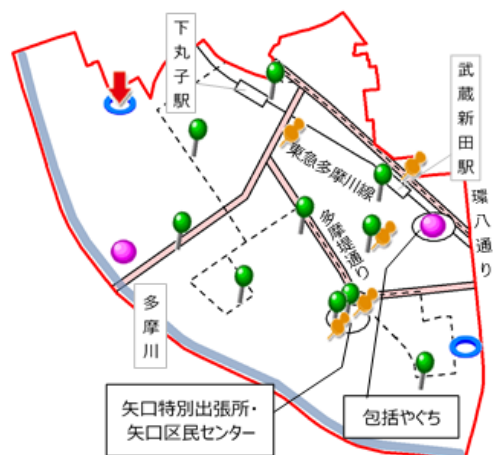 下丸子駅
武蔵新田駅
東急多摩川線
環八通り
多摩堤通り
多摩川
矢口特別出張所・
矢口区民センター
包括やぐち